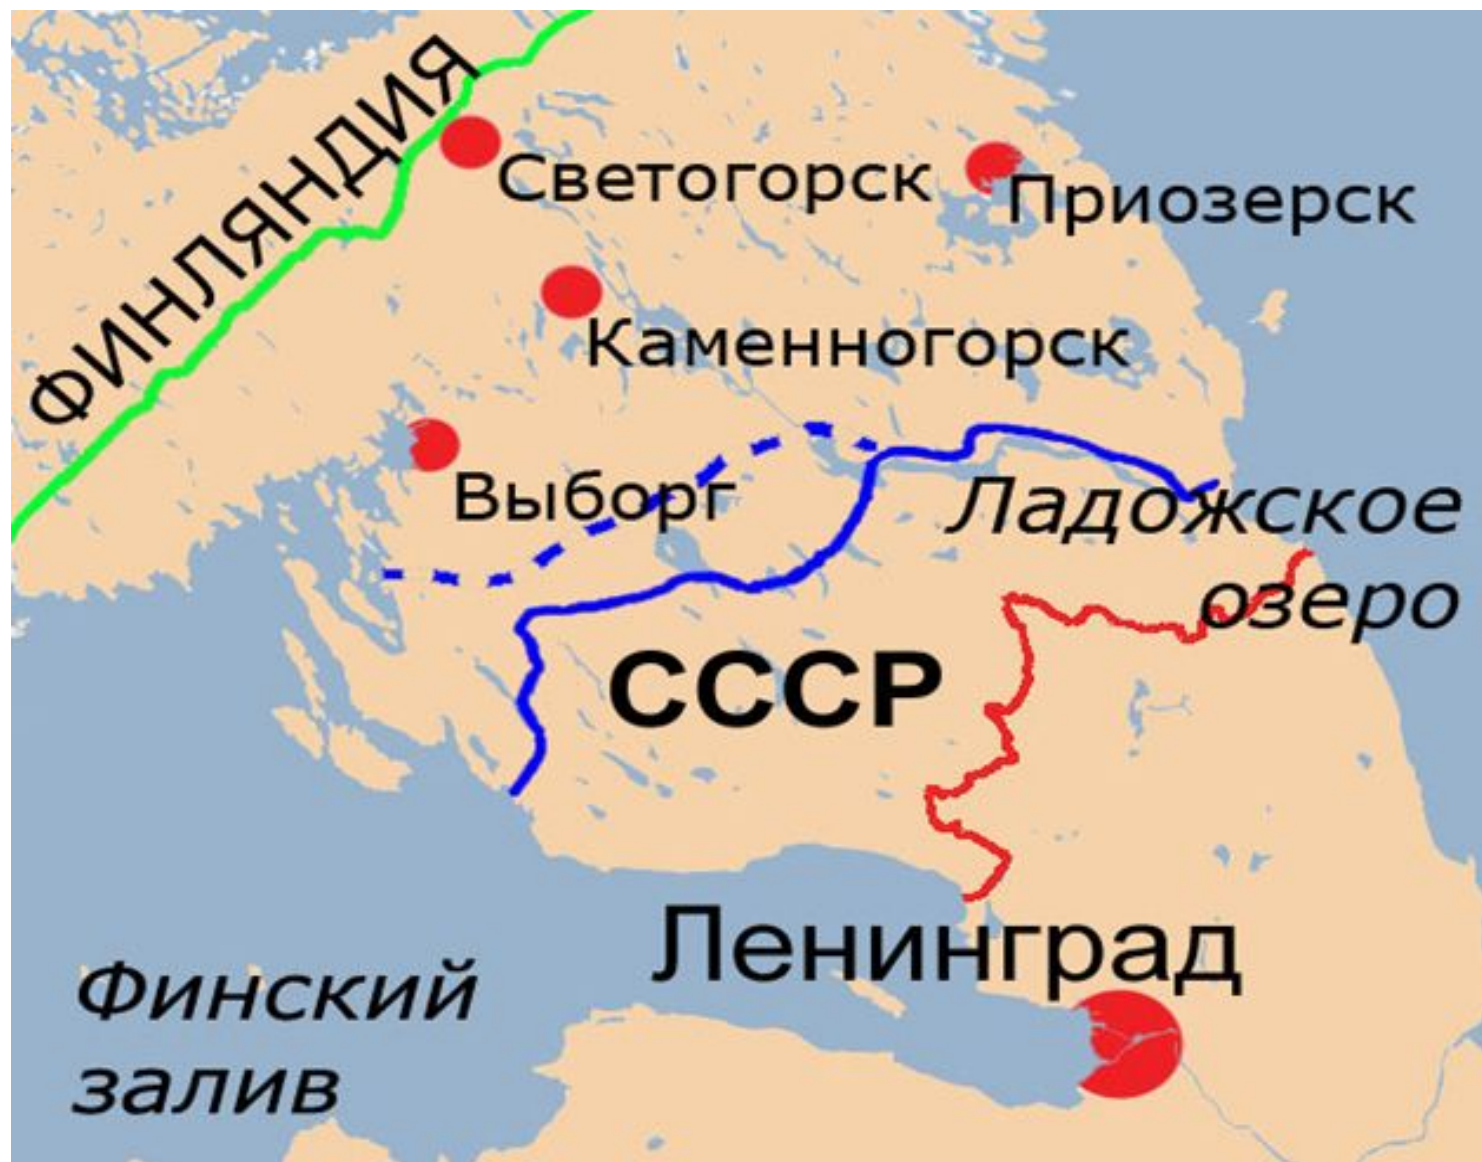 ФИНЛЯНДИЯ
Светогорск
Приозерск
Каменногорск
Выборг
Ладожское
озеро
СССР
Ленинград
Финский
залив